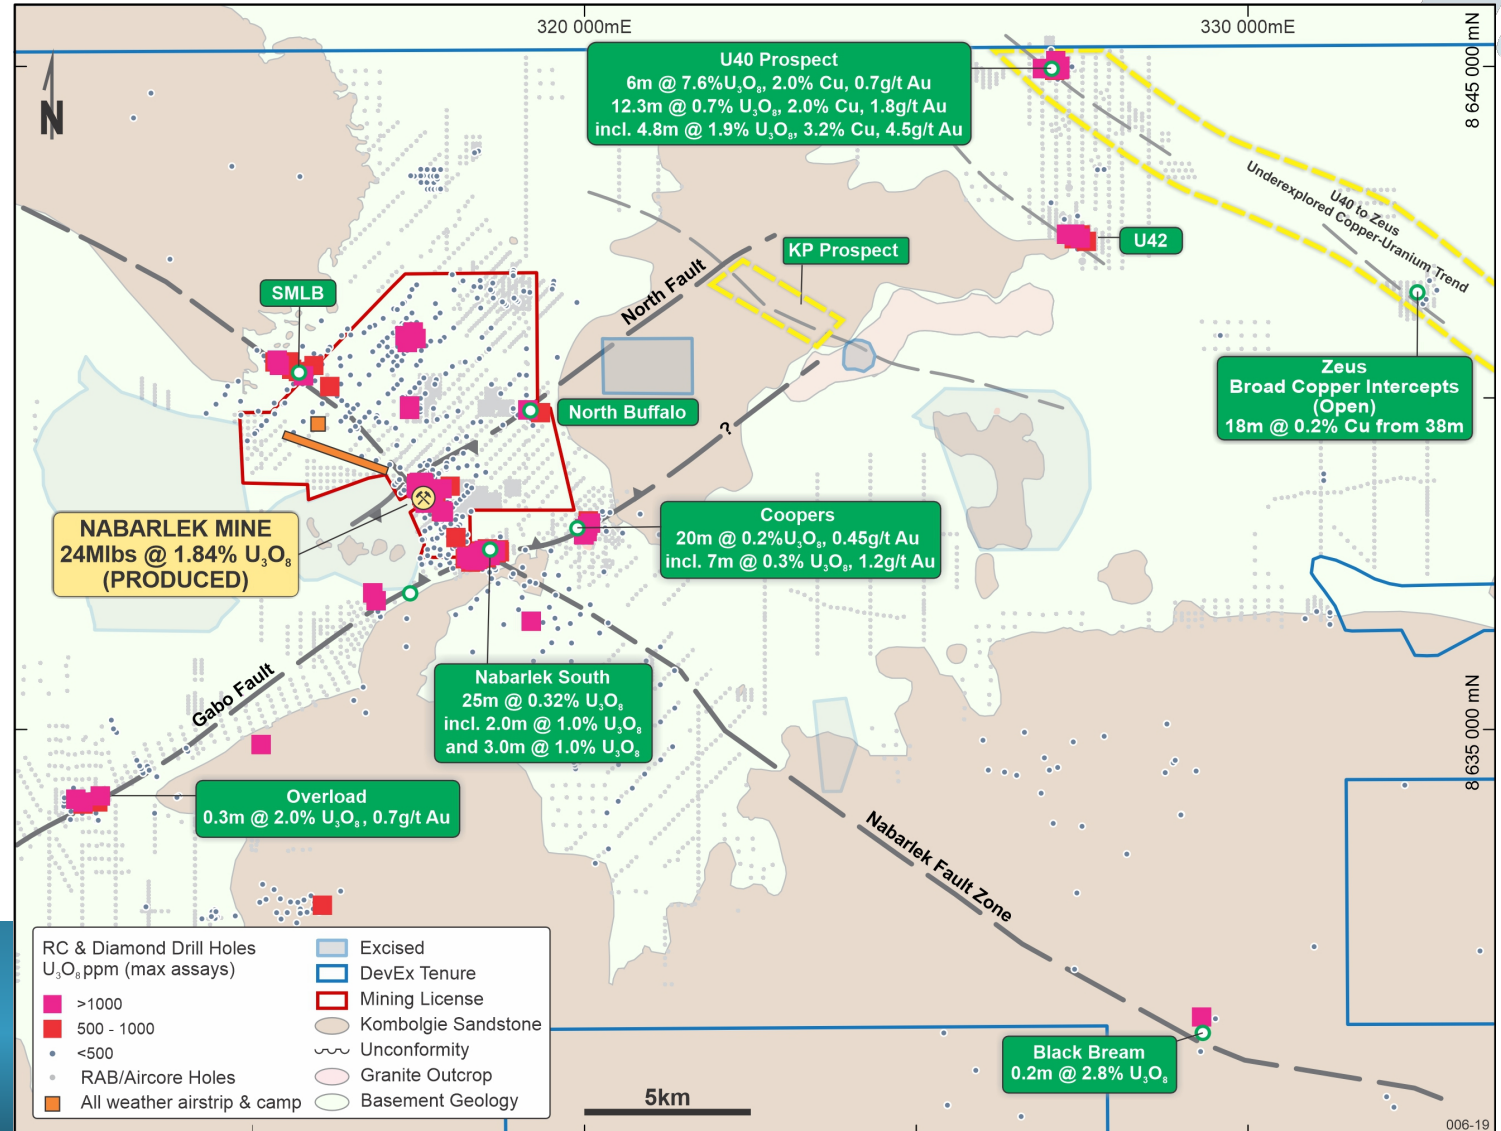 320 000mE
330 000mE
8 645 000 mN
N
U40 Prospect
6m @ 7.6%U₃O₈, 2.0% Cu, 0.7g/t Au
12.3m @ 0.7% U₃O₈, 2.0% Cu, 1.8g/t Au
incl. 4.8m @ 1.9% U₃O₈, 3.2% Cu, 4.5g/t Au
U40 to Zeus
Underexplored Copper-Uranium Trend
U42
KP Prospect
North Fault
SMLB
Zeus
Broad Copper Intercepts
(Open)
18m @ 0.2% Cu from 38m
North Buffalo
?
NABARLEK MINE
24Mlbs @ 1.84% U₃O₈
(PRODUCED)
Coopers
20m @ 0.2%U₃O₈, 0.45g/t Au
incl. 7m @ 0.3% U₃O₈, 1.2g/t Au
Gabo Fault
Nabarlek South
25m @ 0.32% U₃O₈
incl. 2.0m @ 1.0% U₃O₈
and 3.0m @ 1.0% U₃O₈
8 635 000 mN
Overload
0.3m @ 2.0% U₃O₈, 0.7g/t Au
Nabarlek Fault Zone
RC & Diamond Drill Holes
U₃O₈ ppm (max assays)
>1000
500 - 1000
<500
RAB/Aircore Holes
All weather airstrip & camp
Excised
DevEx Tenure
Mining License
Kombolgie Sandstone
Unconformity
Granite Outcrop
Basement Geology
5km
Black Bream
0.2m @ 2.8% U₃O₈
006-19